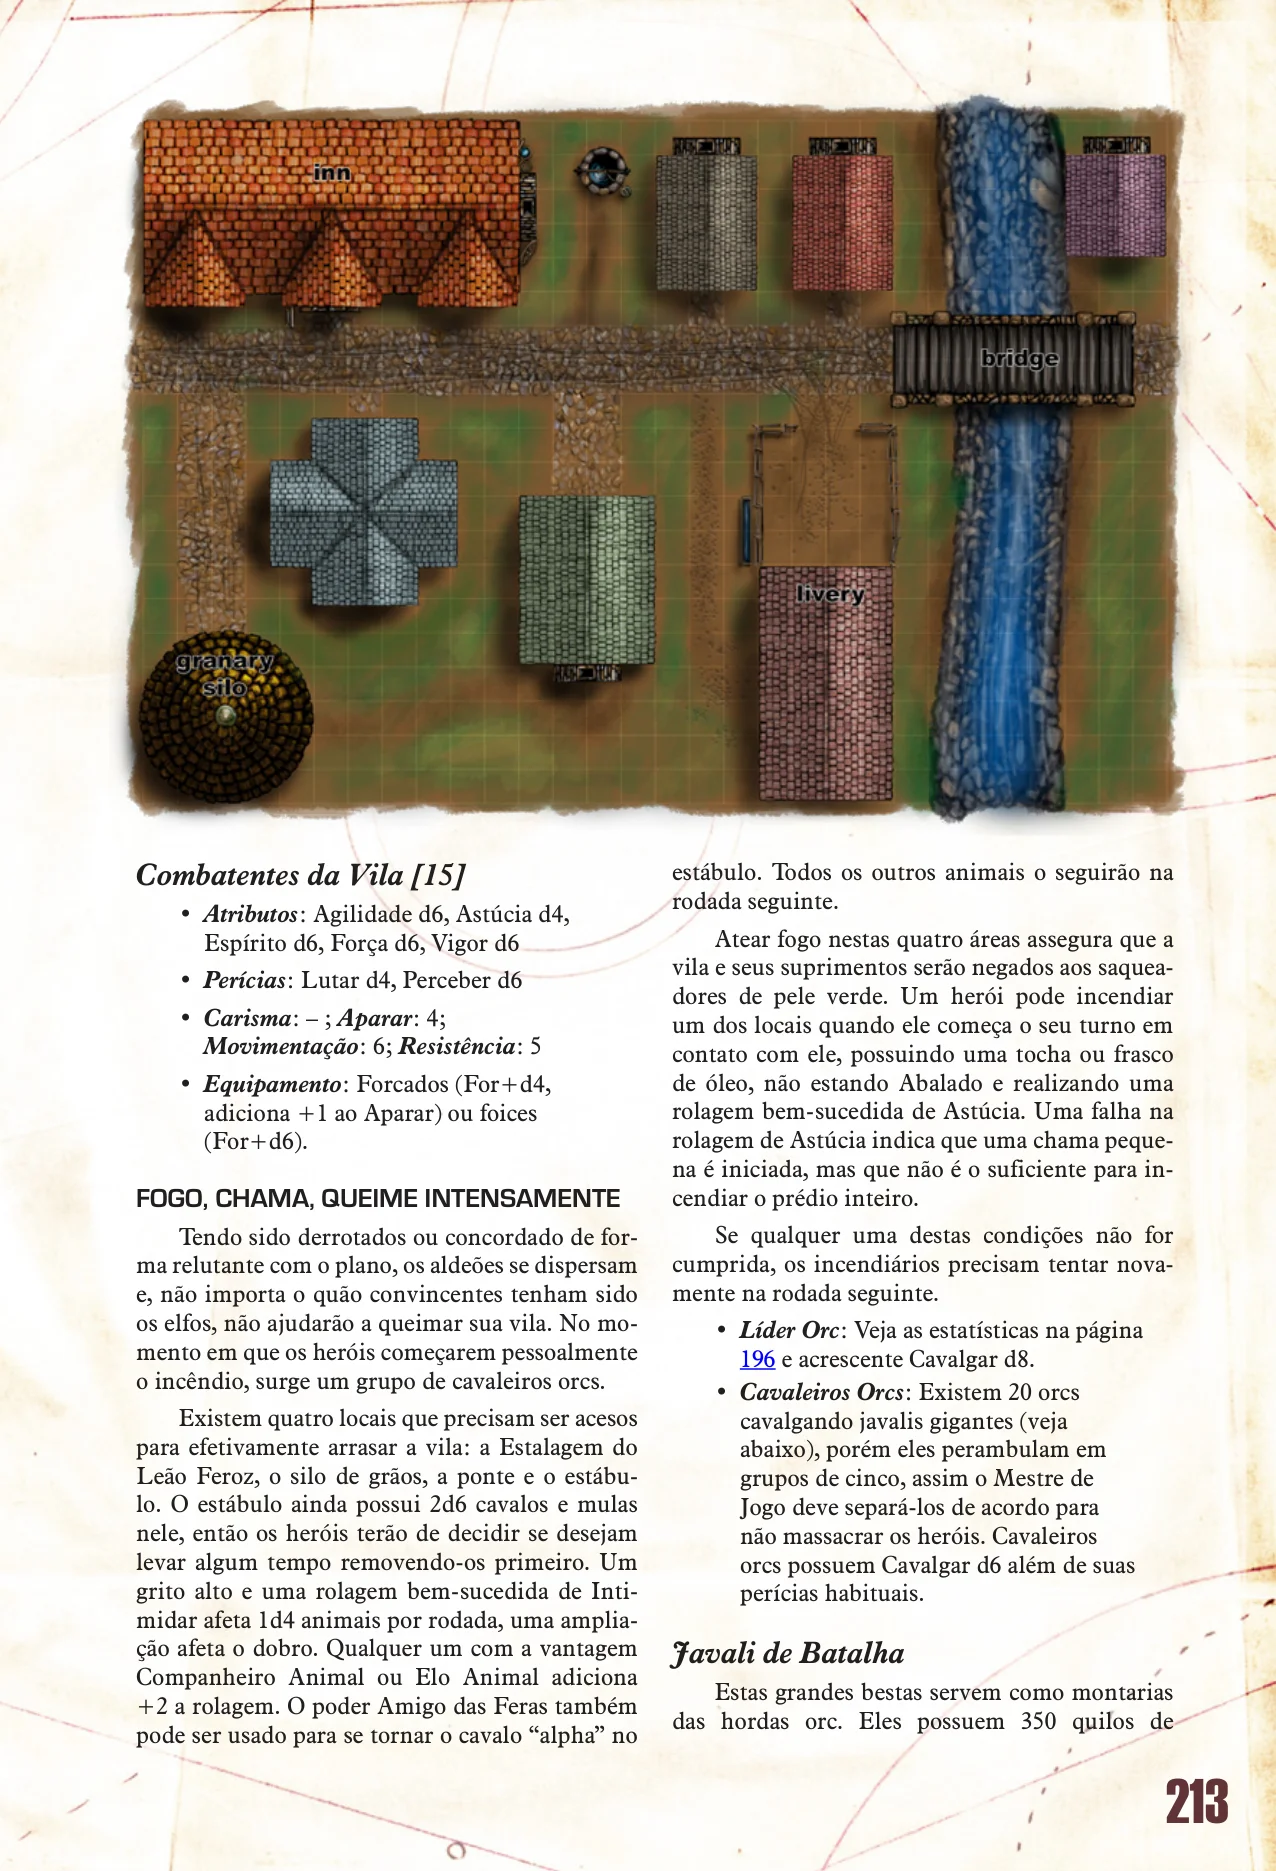 inn
bridge
livery
granary
silo
Combatentes da Vila [15]
• Atributos: Agilidade d6, Astúcia d4,
Espírito d6, Força d6, Vigor d6
• Perícias: Lutar d4, Perceber d6
• Carisma: – ; Aparar: 4;
Movimentação: 6; Resistência: 5
• Equipamento: Forcados (For+d4,
adiciona +1 ao Aparar) ou foices
(For+d6).
FOGO, CHAMA, QUEIME INTENSAMENTE
Tendo sido derrotados ou concordado de for-
ma relutante com o plano, os aldeões se dispersam
e, não importa o quão convincentes tenham sido
os elfos, não ajudarão a queimar sua vila. No mo-
mento em que os heróis começarem pessoalmente
o incêndio, surge um grupo de cavaleiros orcs.
Existem quatro locais que precisam ser acesos
para efetivamente arrasar a vila: a Estalagem do
Leão Feroz, o silo de grãos, a ponte e o estábu-
lo. O estábulo ainda possui 2d6 cavalos e mulas
nele, então os heróis terão de decidir se desejam
levar algum tempo removendo-os primeiro. Um
grito alto e uma rolagem bem-sucedida de Inti-
midar afeta 1d4 animais por rodada, uma amplia-
ção afeta o dobro. Qualquer um com a vantagem
Companheiro Animal ou Elo Animal adiciona
+2 a rolagem. O poder Amigo das Feras também
pode ser usado para se tornar o cavalo “alpha” no
estábulo. Todos os outros animais o seguirão na
rodada seguinte.
Atear fogo nestas quatro áreas assegura que a
vila e seus suprimentos serão negados aos saquea-
dores de pele verde. Um herói pode incendiar
um dos locais quando ele começa o seu turno em
contato com ele, possuindo uma tocha ou frasco
de óleo, não estando Abalado e realizando uma
rolagem bem-sucedida de Astúcia. Uma falha na
rolagem de Astúcia indica que uma chama peque-
na é iniciada, mas que não é o suficiente para in-
cendiar o prédio inteiro.
Se qualquer uma destas condições não for
cumprida, os incendiários precisam tentar nova-
mente na rodada seguinte.
• Líder Orc: Veja as estatísticas na página
196 e acrescente Cavalgar d8.
• Cavaleiros Orcs: Existem 20 orcs
cavalgando javalis gigantes (veja
abaixo), porém eles perambulam em
grupos de cinco, assim o Mestre de
Jogo deve separá-los de acordo para
não massacrar os heróis. Cavaleiros
orcs possuem Cavalgar d6 além de suas
perícias habituais.
Javali de Batalha
Estas grandes bestas servem como montarias
das hordas orc. Eles possuem 350 quilos de
213